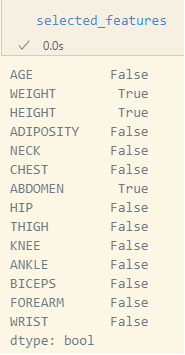 selected_features
✓ 0.0s
AGE False
WEIGHT True
HEIGHT True
ADIPOSITY False
NECK False
CHEST False
ABDOMEN True
HIP False
THIGH False
KNEE False
ANKLE False
BICEPS False
FOREARM False
WRIST False
dtype: bool